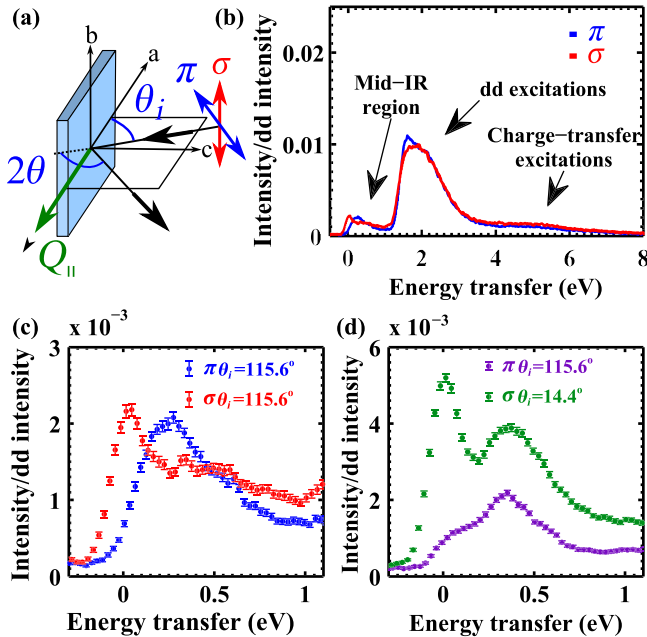 (a)
b
a
θi
π
σ
c
2θ
Q||
(b)
Intensity/dd intensity
0.02
0.01
0
π
σ
Mid−IR
region
dd excitations
Charge−transfer
excitations
0 2 4 6 8
Energy transfer (eV)
(c)
x 10⁻³
Intensity/dd intensity
3
2
1
0
π θi=115.6°
σ θi=115.6°
0 0.5 1
Energy transfer (eV)
(d)
x 10⁻³
Intensity/dd intensity
6
4
2
0
π θi=115.6°
σ θi=14.4°
0 0.5 1
Energy transfer (eV)